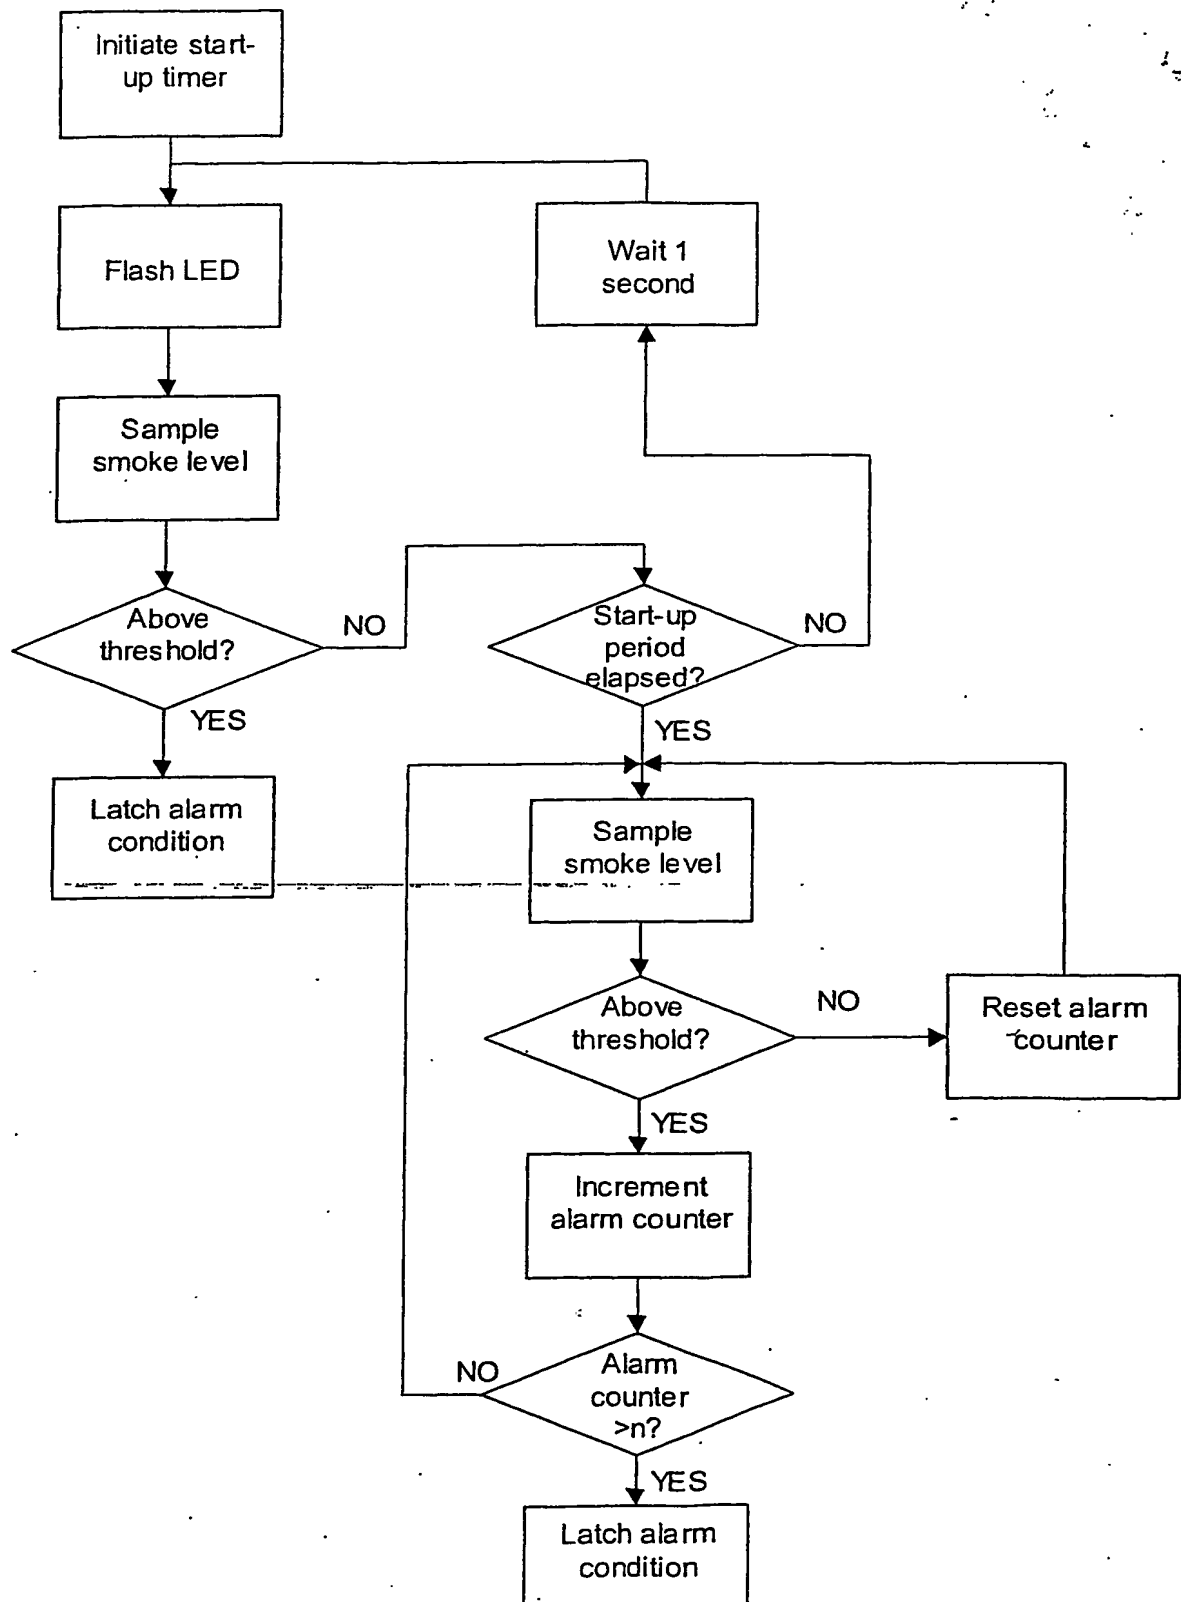 Initiate start-
up timer
Flash LED
Wait 1
second
Sample
smoke level
Above
threshold?
NO
YES
Start-up
period
elapsed?
NO
YES
Latch alarm
condition
Sample
smoke level
Above
threshold?
NO
Reset alarm
counter
YES
Increment
alarm counter
Alarm
counter
>n?
NO
YES
Latch alarm
condition